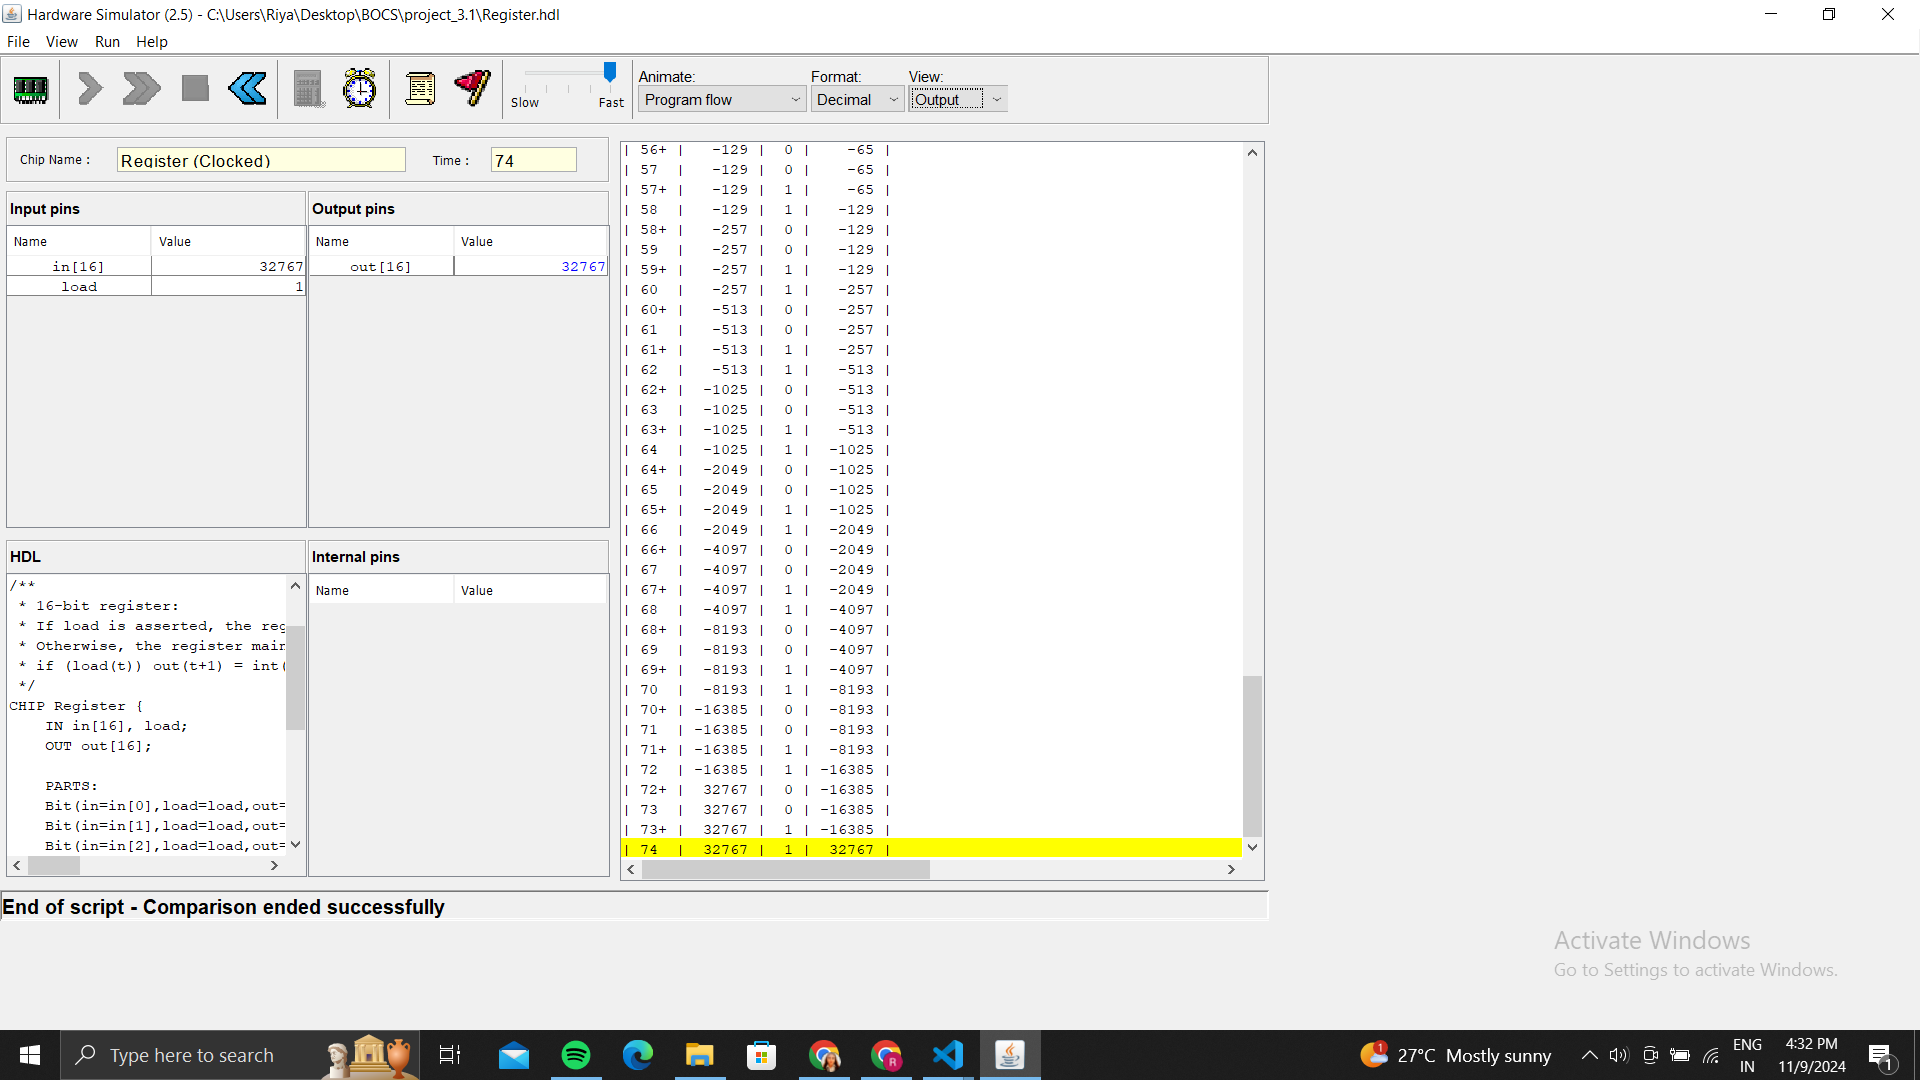 Hardware Simulator (2.5) - C:\Users\Riya\Desktop\BOCS\project_3.1\Register.hdl
File View Run Help
Slow Fast
Animate: Format: View:
Program flow Decimal Output
Chip Name : Register (Clocked) Time : 74
Input pins
Name Value
in[16] 32767
load 1
Output pins
Name Value
out[16] 32767
HDL
/**
* 16-bit register:
* If load is asserted, the reg
* Otherwise, the register main
* if (load(t)) out(t+1) = int(
*/
CHIP Register {
IN in[16], load;
OUT out[16];
PARTS:
Bit(in=in[0],load=load,out=
Bit(in=in[1],load=load,out=
Bit(in=in[2],load=load,out=
Internal pins
Name Value
| 56+ | -129 | 0 | -65 |
| 57 | -129 | 0 | -65 |
| 57+ | -129 | 1 | -65 |
| 58 | -129 | 1 | -129 |
| 58+ | -257 | 0 | -129 |
| 59 | -257 | 0 | -129 |
| 59+ | -257 | 1 | -129 |
| 60 | -257 | 1 | -257 |
| 60+ | -513 | 0 | -257 |
| 61 | -513 | 0 | -257 |
| 61+ | -513 | 1 | -257 |
| 62 | -513 | 1 | -513 |
| 62+ | -1025 | 0 | -513 |
| 63 | -1025 | 0 | -513 |
| 63+ | -1025 | 1 | -513 |
| 64 | -1025 | 1 | -1025 |
| 64+ | -2049 | 0 | -1025 |
| 65 | -2049 | 0 | -1025 |
| 65+ | -2049 | 1 | -1025 |
| 66 | -2049 | 1 | -2049 |
| 66+ | -4097 | 0 | -2049 |
| 67 | -4097 | 0 | -2049 |
| 67+ | -4097 | 1 | -2049 |
| 68 | -4097 | 1 | -4097 |
| 68+ | -8193 | 0 | -4097 |
| 69 | -8193 | 0 | -4097 |
| 69+ | -8193 | 1 | -4097 |
| 70 | -8193 | 1 | -8193 |
| 70+ | -16385 | 0 | -8193 |
| 71 | -16385 | 0 | -8193 |
| 71+ | -16385 | 1 | -8193 |
| 72 | -16385 | 1 | -16385 |
| 72+ | 32767 | 0 | -16385 |
| 73 | 32767 | 0 | -16385 |
| 73+ | 32767 | 1 | -16385 |
| 74 | 32767 | 1 | 32767 |
End of script - Comparison ended successfully
Activate Windows
Go to Settings to activate Windows.
Type here to search
R
1
27°C Mostly sunny
ENG
IN
4:32 PM
11/9/2024
1